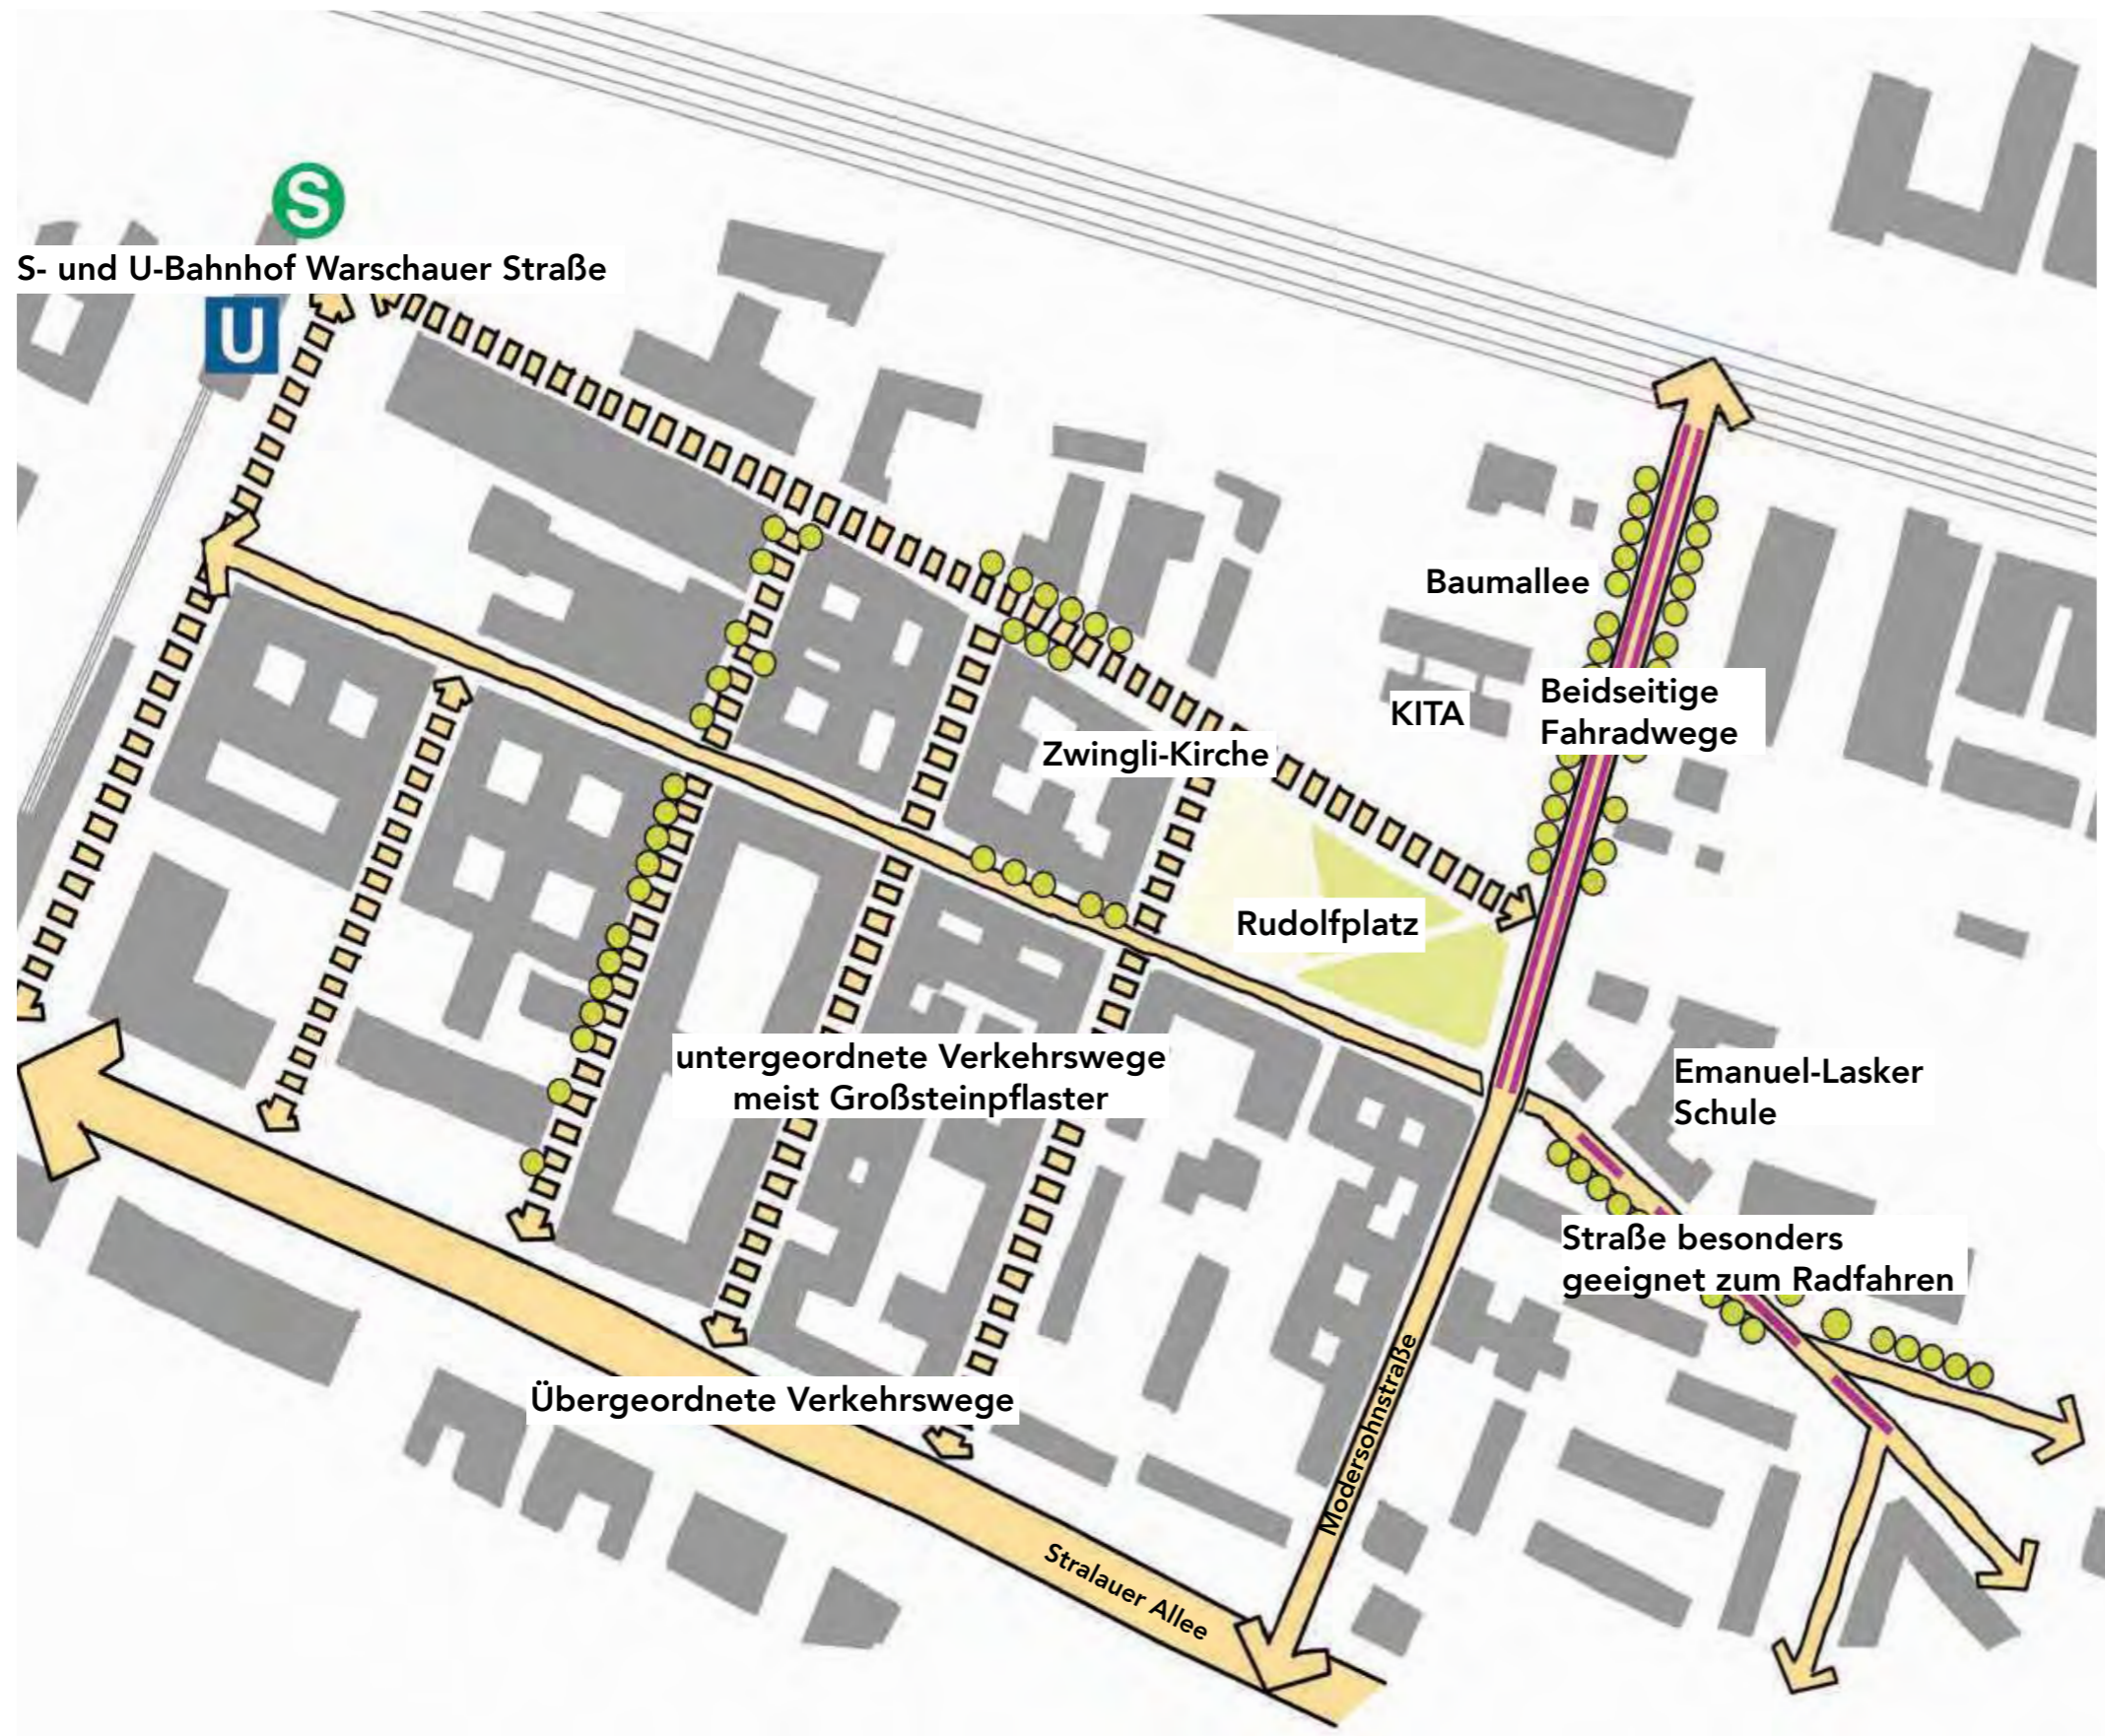 S
S- und U-Bahnhof Warschauer Straße
U
Baumallee
Beidseitige
Fahradwege
KITA
Zwingli-Kirche
Rudolfplatz
untergeordnete Verkehrswege
meist Großsteinpflaster
Emanuel-Lasker
Schule
Straße besonders
geeignet zum Radfahren
Übergeordnete Verkehrswege
Modersohnstraße
Stralauer Allee